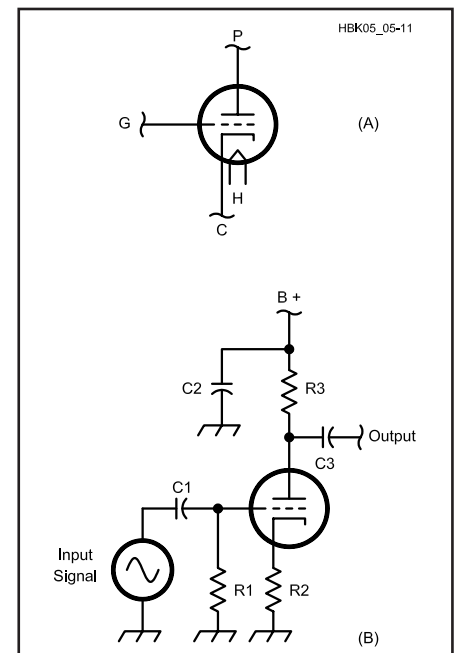 HBK05_05-11
P
G
(A)
H
C
B +
C2
R3
Output
C3
C1
Input
Signal
R1
R2
(B)